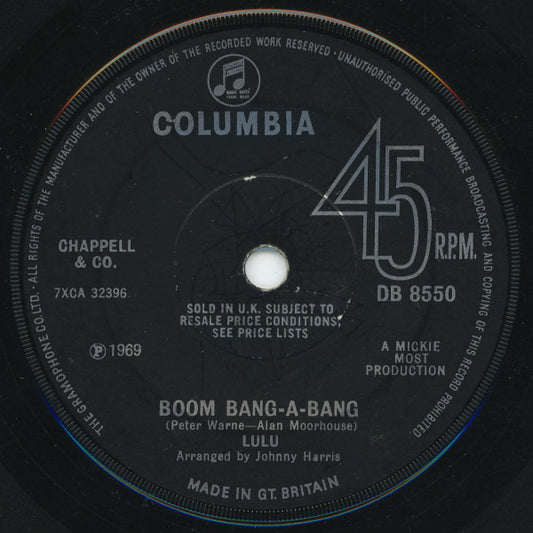 THE GRAMOPHONE CO. LTD. · ALL RIGHTS OF THE MANUFACTURER AND OF THE OWNER OF THE RECORDED WORK RESERVED · UNAUTHORISED PUBLIC PERFORMANCE BROADCASTING AND COPYING OF THIS RECORD PROHIBITED.
COLUMBIA
45
R.P.M.
CHAPPELL
& CO.
7XCA 32396
DB 8550
SOLD IN U.K. SUBJECT TO
RESALE PRICE CONDITIONS,
SEE PRICE LISTS
Ⓟ 1969
A MICKIE
MOST
PRODUCTION
BOOM BANG-A-BANG
(Peter Warne—Alan Moorhouse)
LULU
Arranged by Johnny Harris
MADE IN GT. BRITAIN